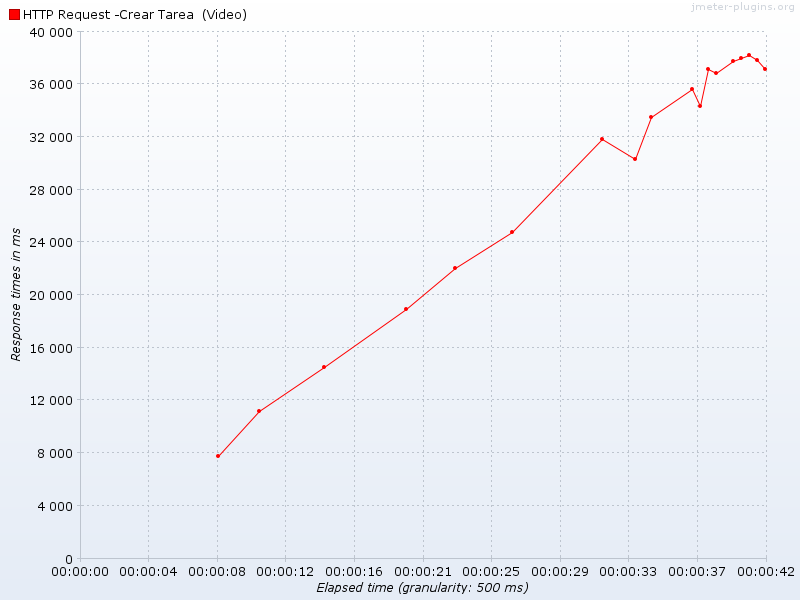 jmeter-plugins.org
HTTP Request -Crear Tarea  (Video)
40 000
36 000
32 000
28 000
24 000
20 000
16 000
12 000
8 000
4 000
0
Response times in ms
00:00:00 00:00:04 00:00:08 00:00:12 00:00:16 00:00:21 00:00:25 00:00:29 00:00:33 00:00:37 00:00:42
Elapsed time (granularity: 500 ms)